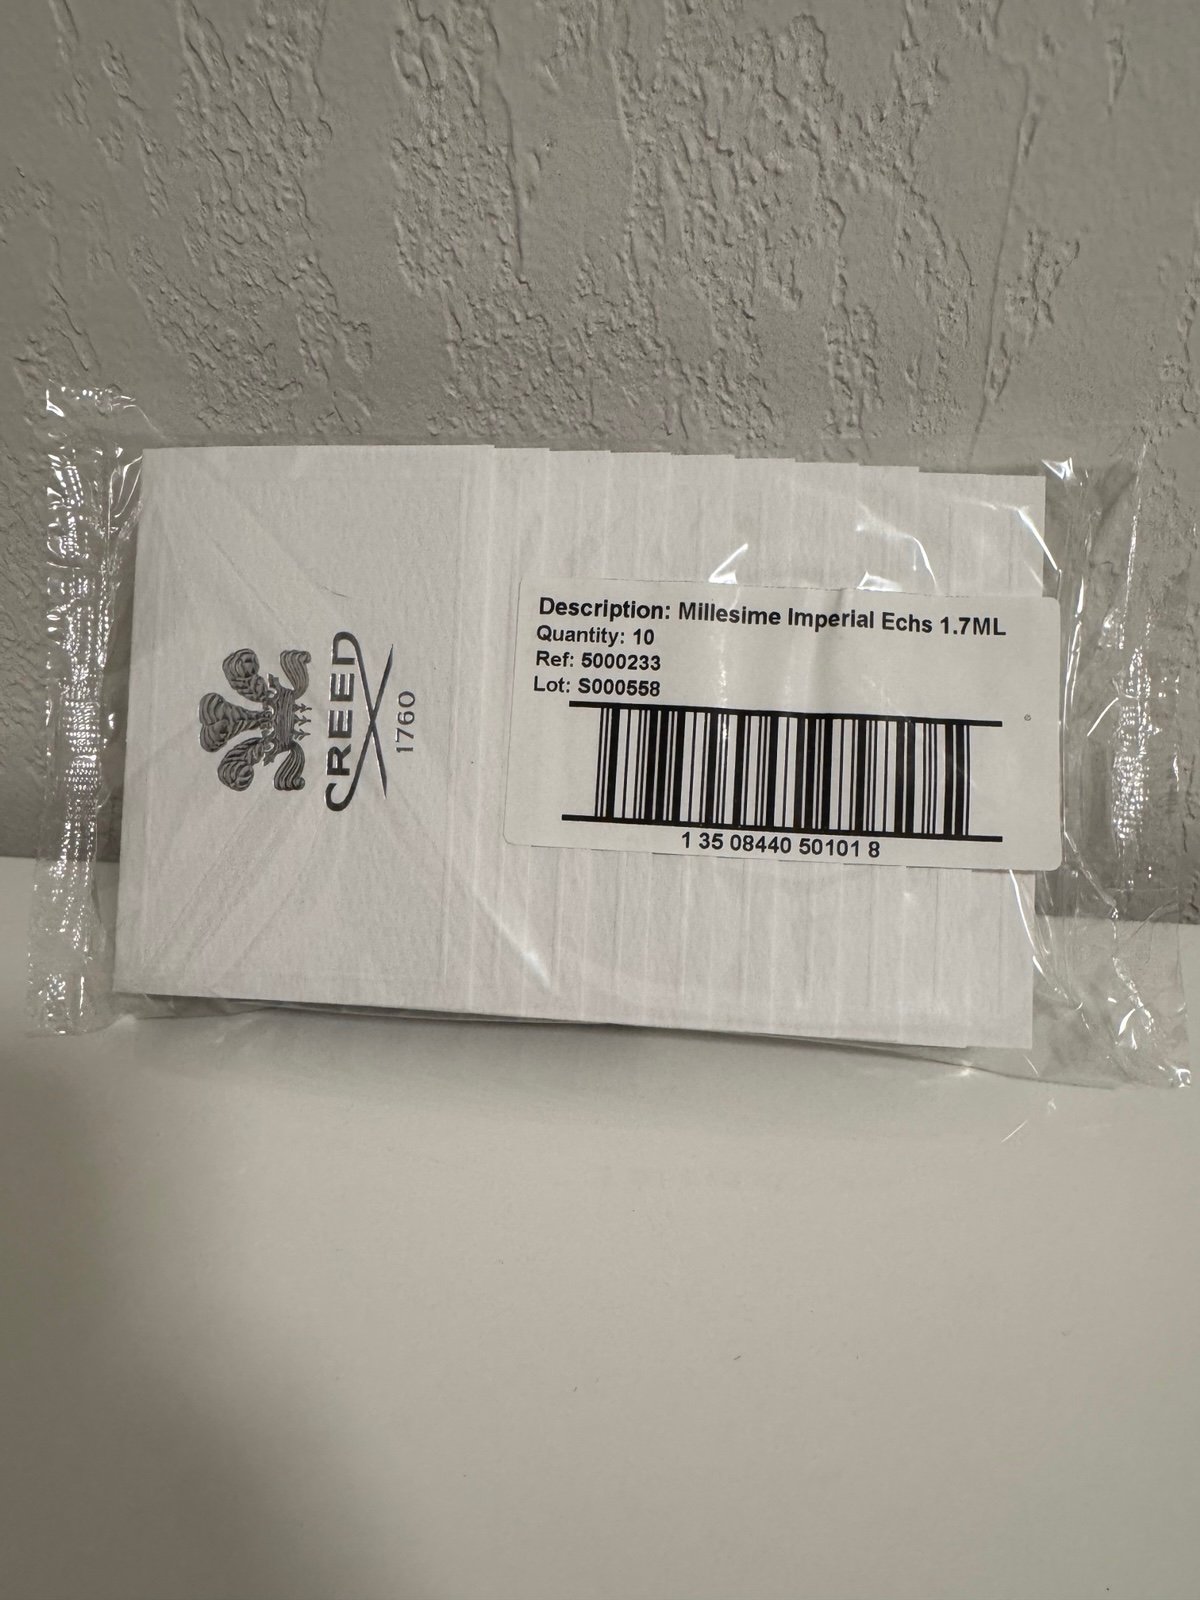 CREED
1760
Description: Millesime Imperial Echs 1.7ML
Quantity: 10
Ref: 5000233
Lot: S000558
1 35 08440 50101 8